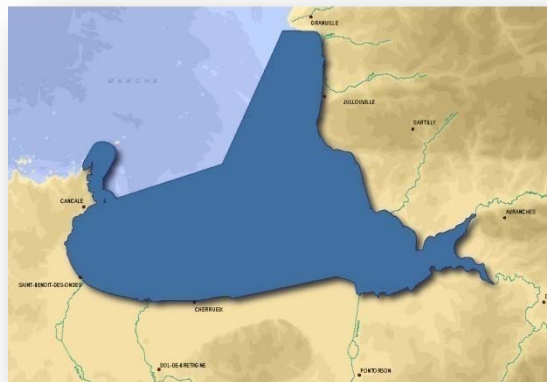 GRANVILLE
MANCHE
JULLOUVILLE
SARTILLY
CANCALE
AVRANCHES
SAINT-BENOIT-DES-ONDES
CHERRUEIX
DOL-DE-BRETAGNE
PONTORSON